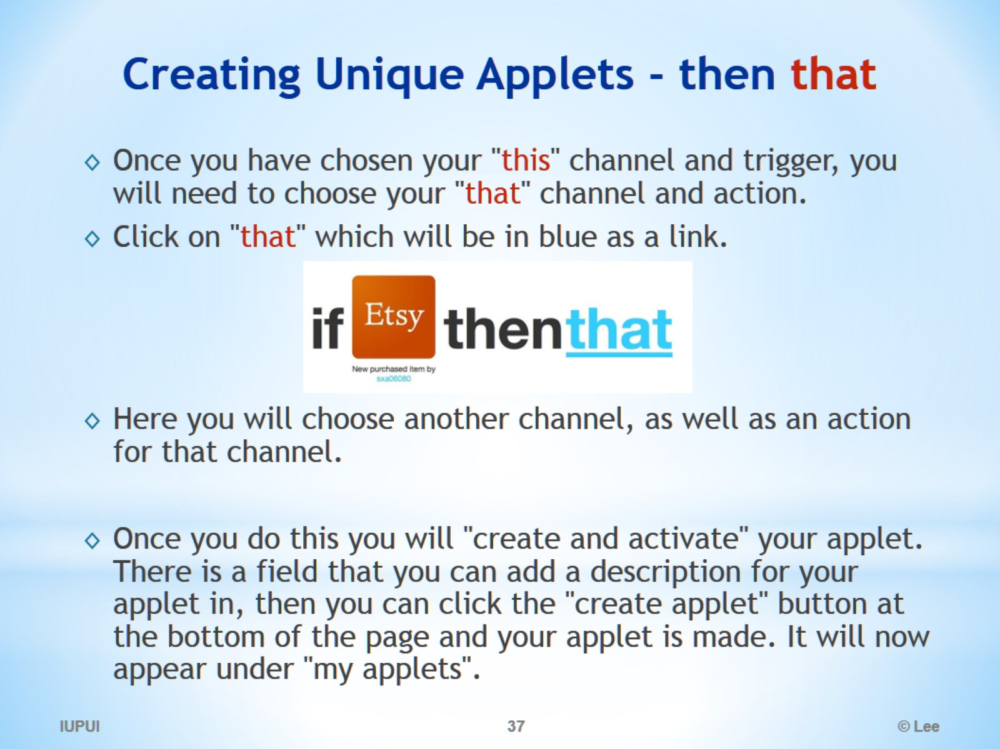 Creating Unique Applets - then that
◇ Once you have chosen your "this" channel and trigger, you
will need to choose your "that" channel and action.
◇ Click on "that" which will be in blue as a link.
if Etsy thenthat
New purchased item by
sxa06080
◇ Here you will choose another channel, as well as an action
for that channel.
◇ Once you do this you will "create and activate" your applet.
There is a field that you can add a description for your
applet in, then you can click the "create applet" button at
the bottom of the page and your applet is made. It will now
appear under "my applets".
IUPUI 37 © Lee